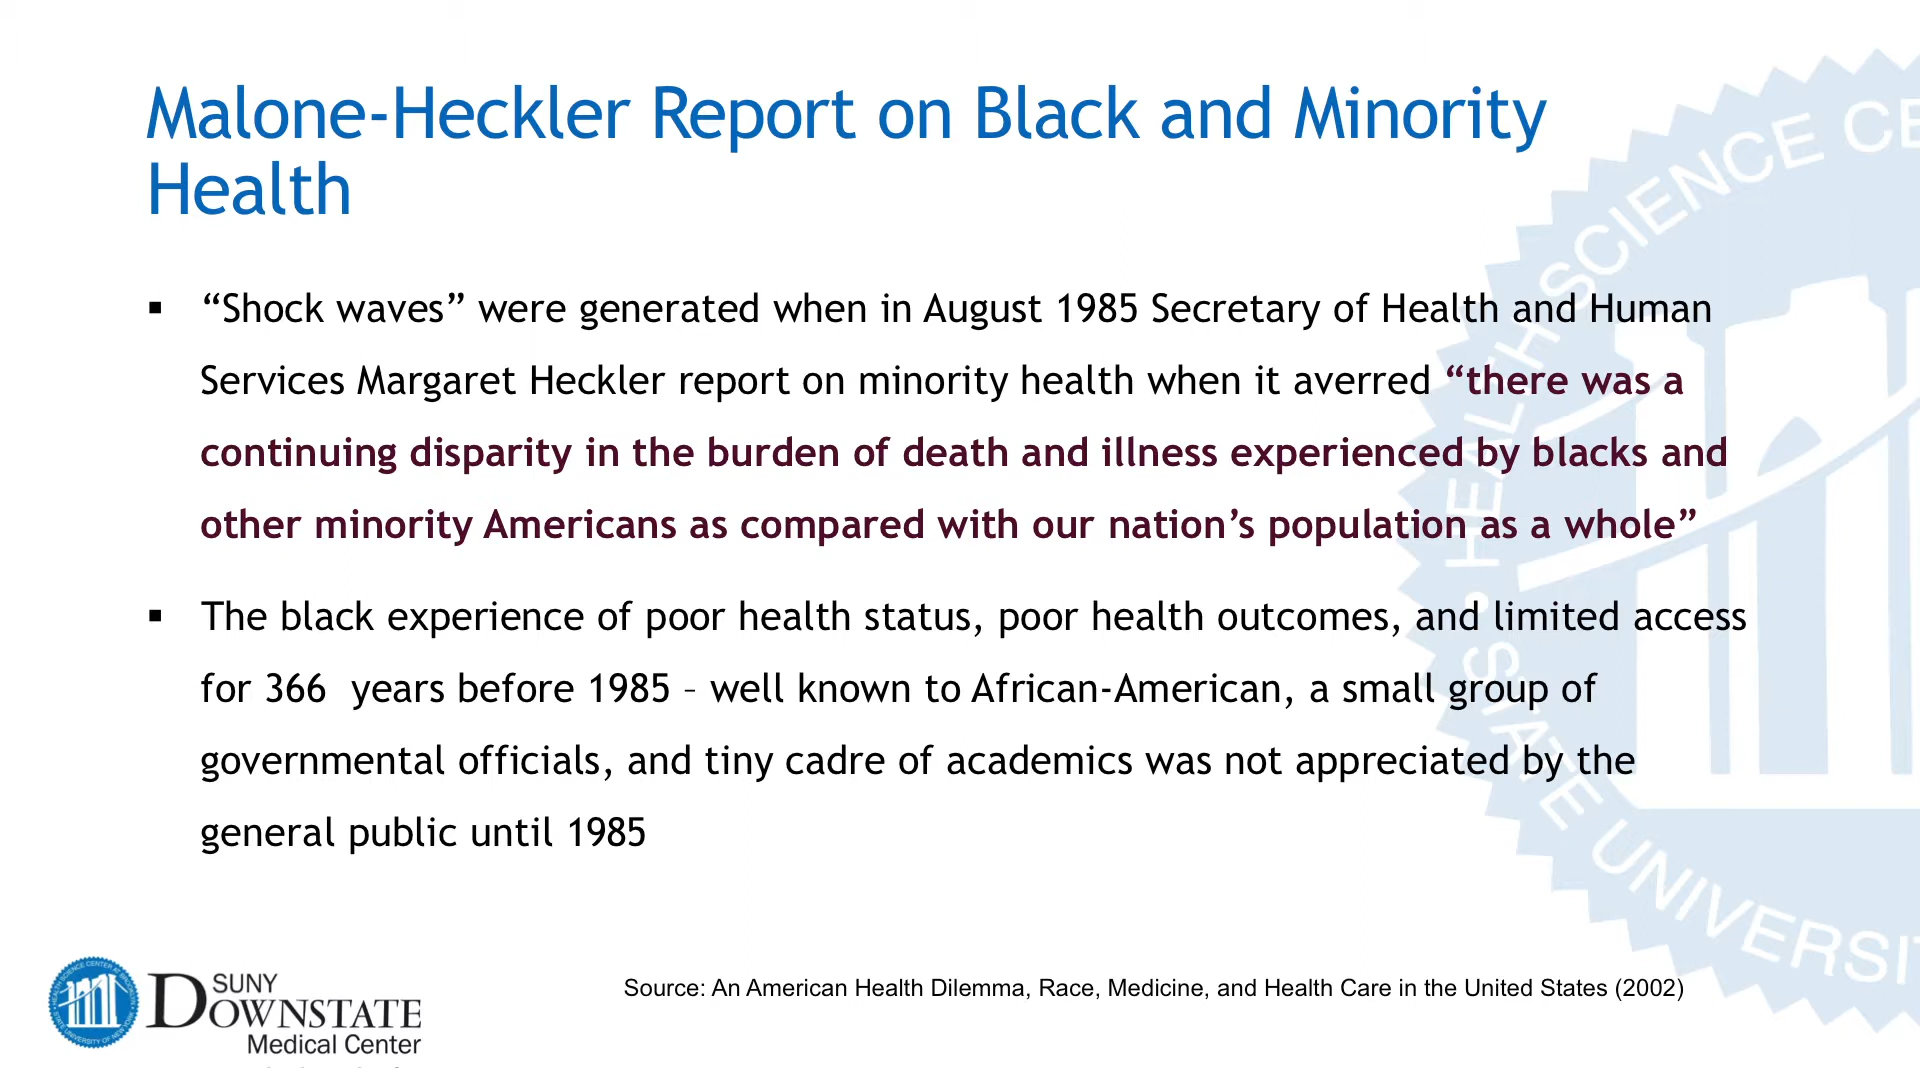 Malone-Heckler Report on Black and Minority
Health
▪ “Shock waves” were generated when in August 1985 Secretary of Health and Human
Services Margaret Heckler report on minority health when it averred “there was a
continuing disparity in the burden of death and illness experienced by blacks and
other minority Americans as compared with our nation’s population as a whole”
▪ The black experience of poor health status, poor health outcomes, and limited access
for 366 years before 1985 – well known to African-American, a small group of
governmental officials, and tiny cadre of academics was not appreciated by the
general public until 1985
SUNY
DOWNSTATE
Medical Center
Source: An American Health Dilemma, Race, Medicine, and Health Care in the United States (2002)
STATE UNIVERSI
HEALTH SCIENCE CE